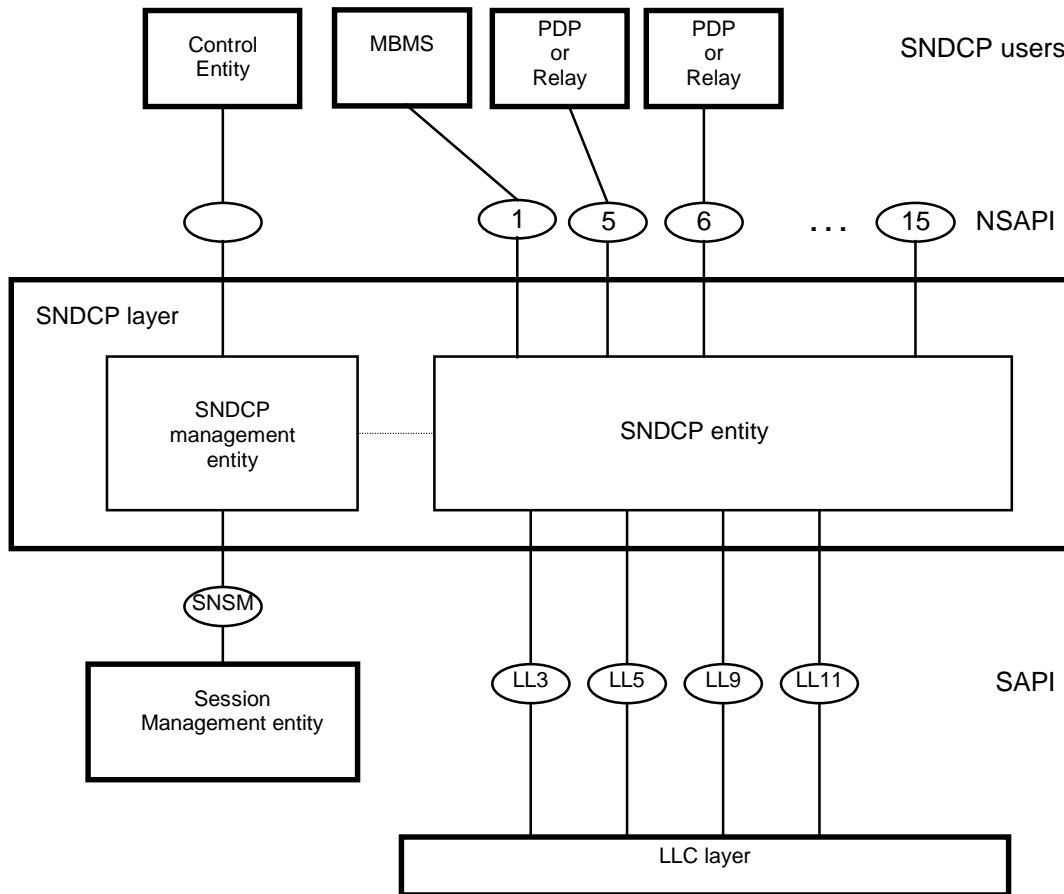 Control
Entity
MBMS
PDP
or
Relay
PDP
or
Relay
SNDCP users
1
5
6
...
15
NSAPI
SNDCP layer
SNDCP
management
entity
SNDCP entity
SNSM
LL3
LL5
LL9
LL11
SAPI
Session
Management entity
LLC layer